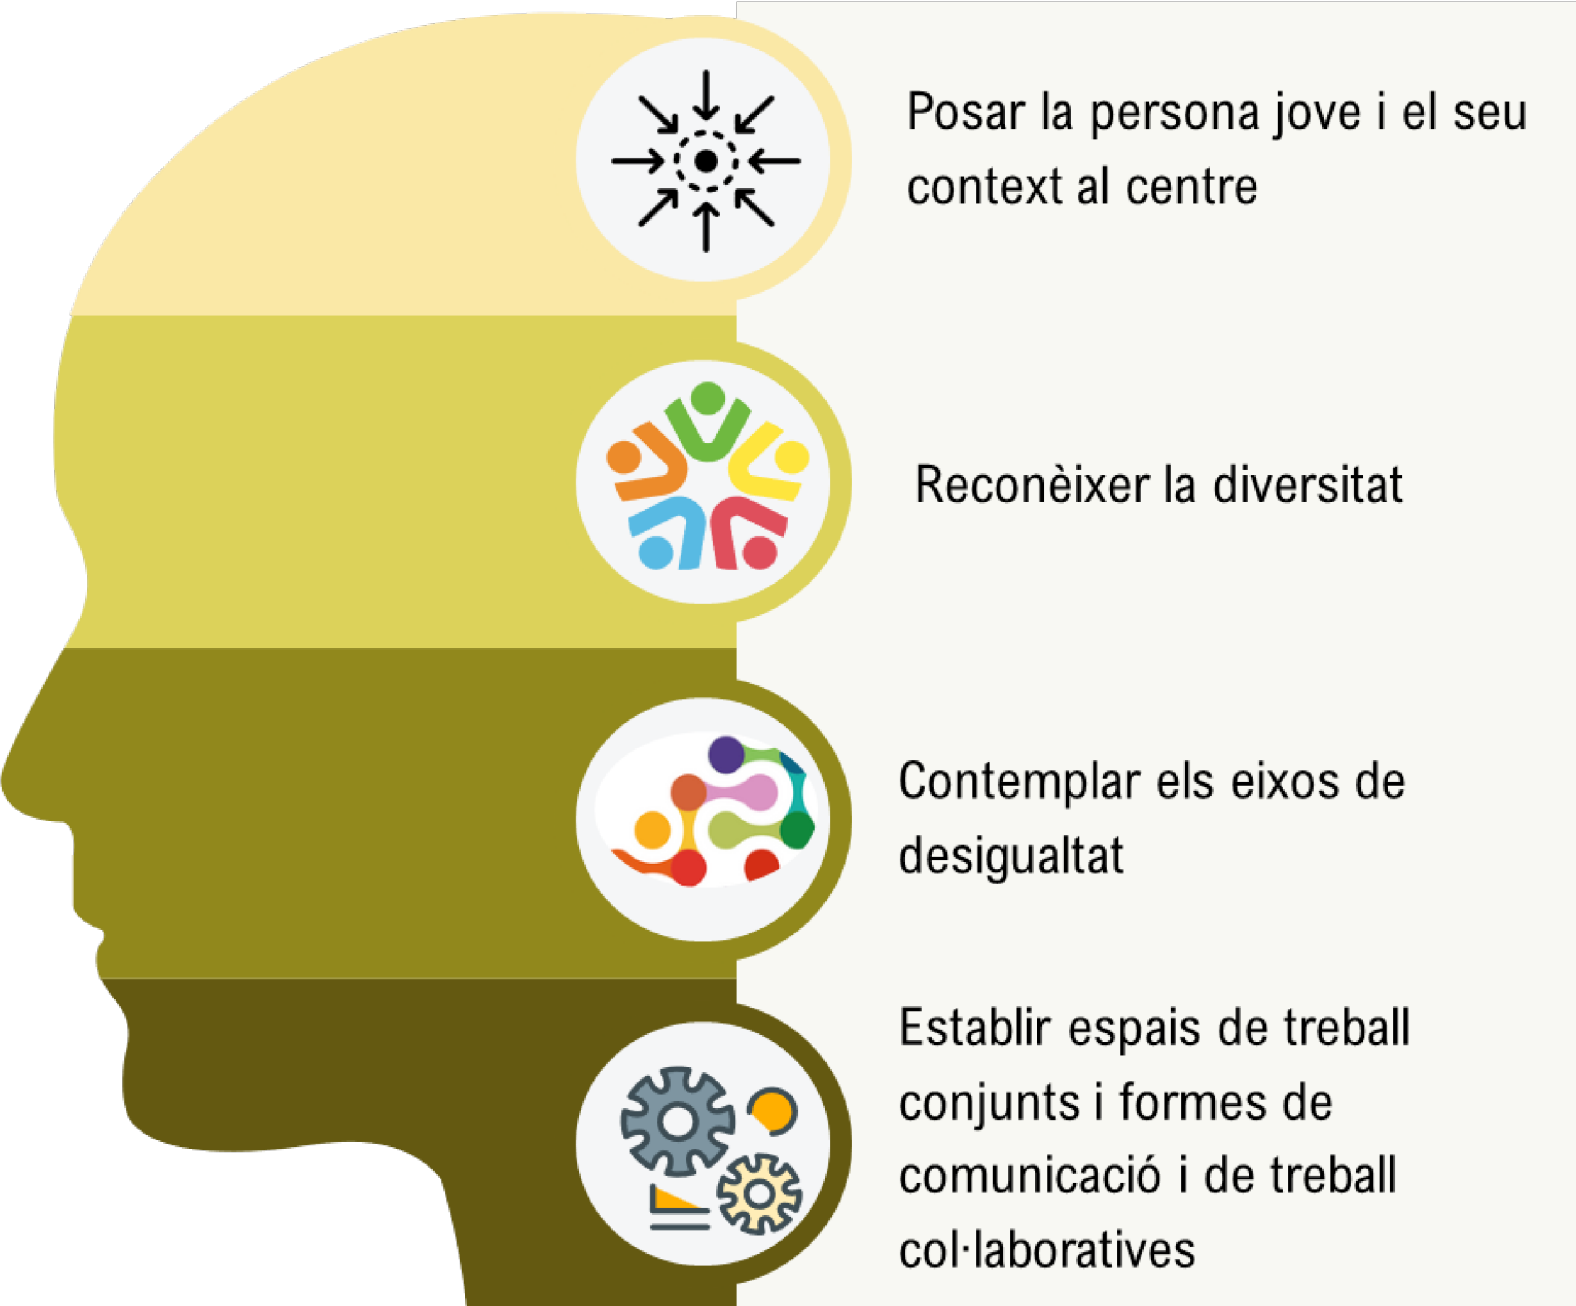 Posar la persona jove i el seu
context al centre
Reconèixer la diversitat
Contemplar els eixos de
desigualtat
Establir espais de treball
conjunts i formes de
comunicació i de treball
col·laboratives